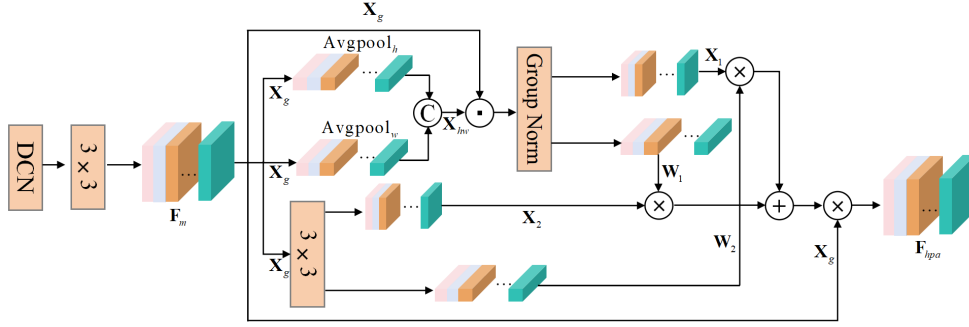 X_g
Avgpool_h
X_1
X_g
C
X_hw
Group Norm
DCN
3×3
Avgpool_w
...
F_m
X_g
W_1
X_2
W_2
3×3
X_g
X_g
F_hpa